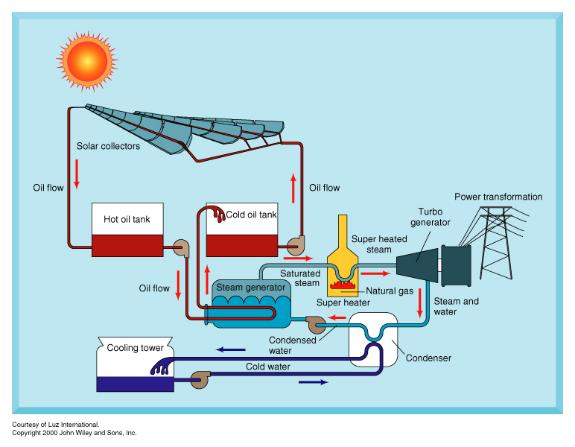 Solar collectors
Oil flow
Oil flow
Power transformation
Hot oil tank
Cold oil tank
Turbo
generator
Super heated
steam
Saturated
steam
Oil flow
Steam generator
Natural gas
Super heater
Steam and
water
Condensed
water
Cooling tower
Condenser
Cold water
Courtesy of Luz International.
Copyright 2000 John Wiley and Sons, Inc.